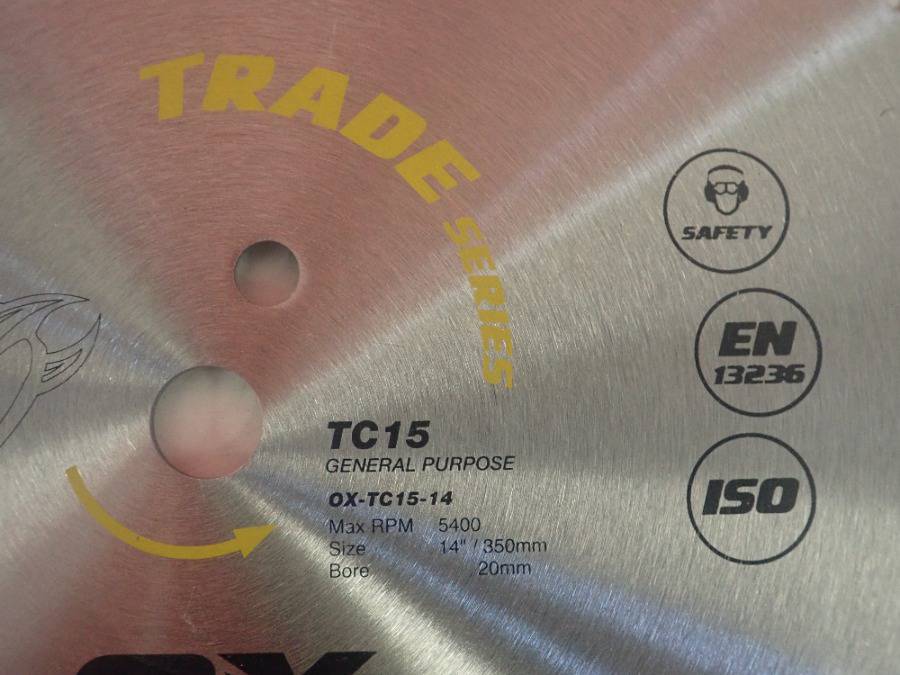 TRADE SERIES
SAFETY
EN
13236
ISO
TC15
GENERAL PURPOSE
OX-TC15-14
Max RPM 5400
Size 14" / 350mm
Bore 20mm
OX